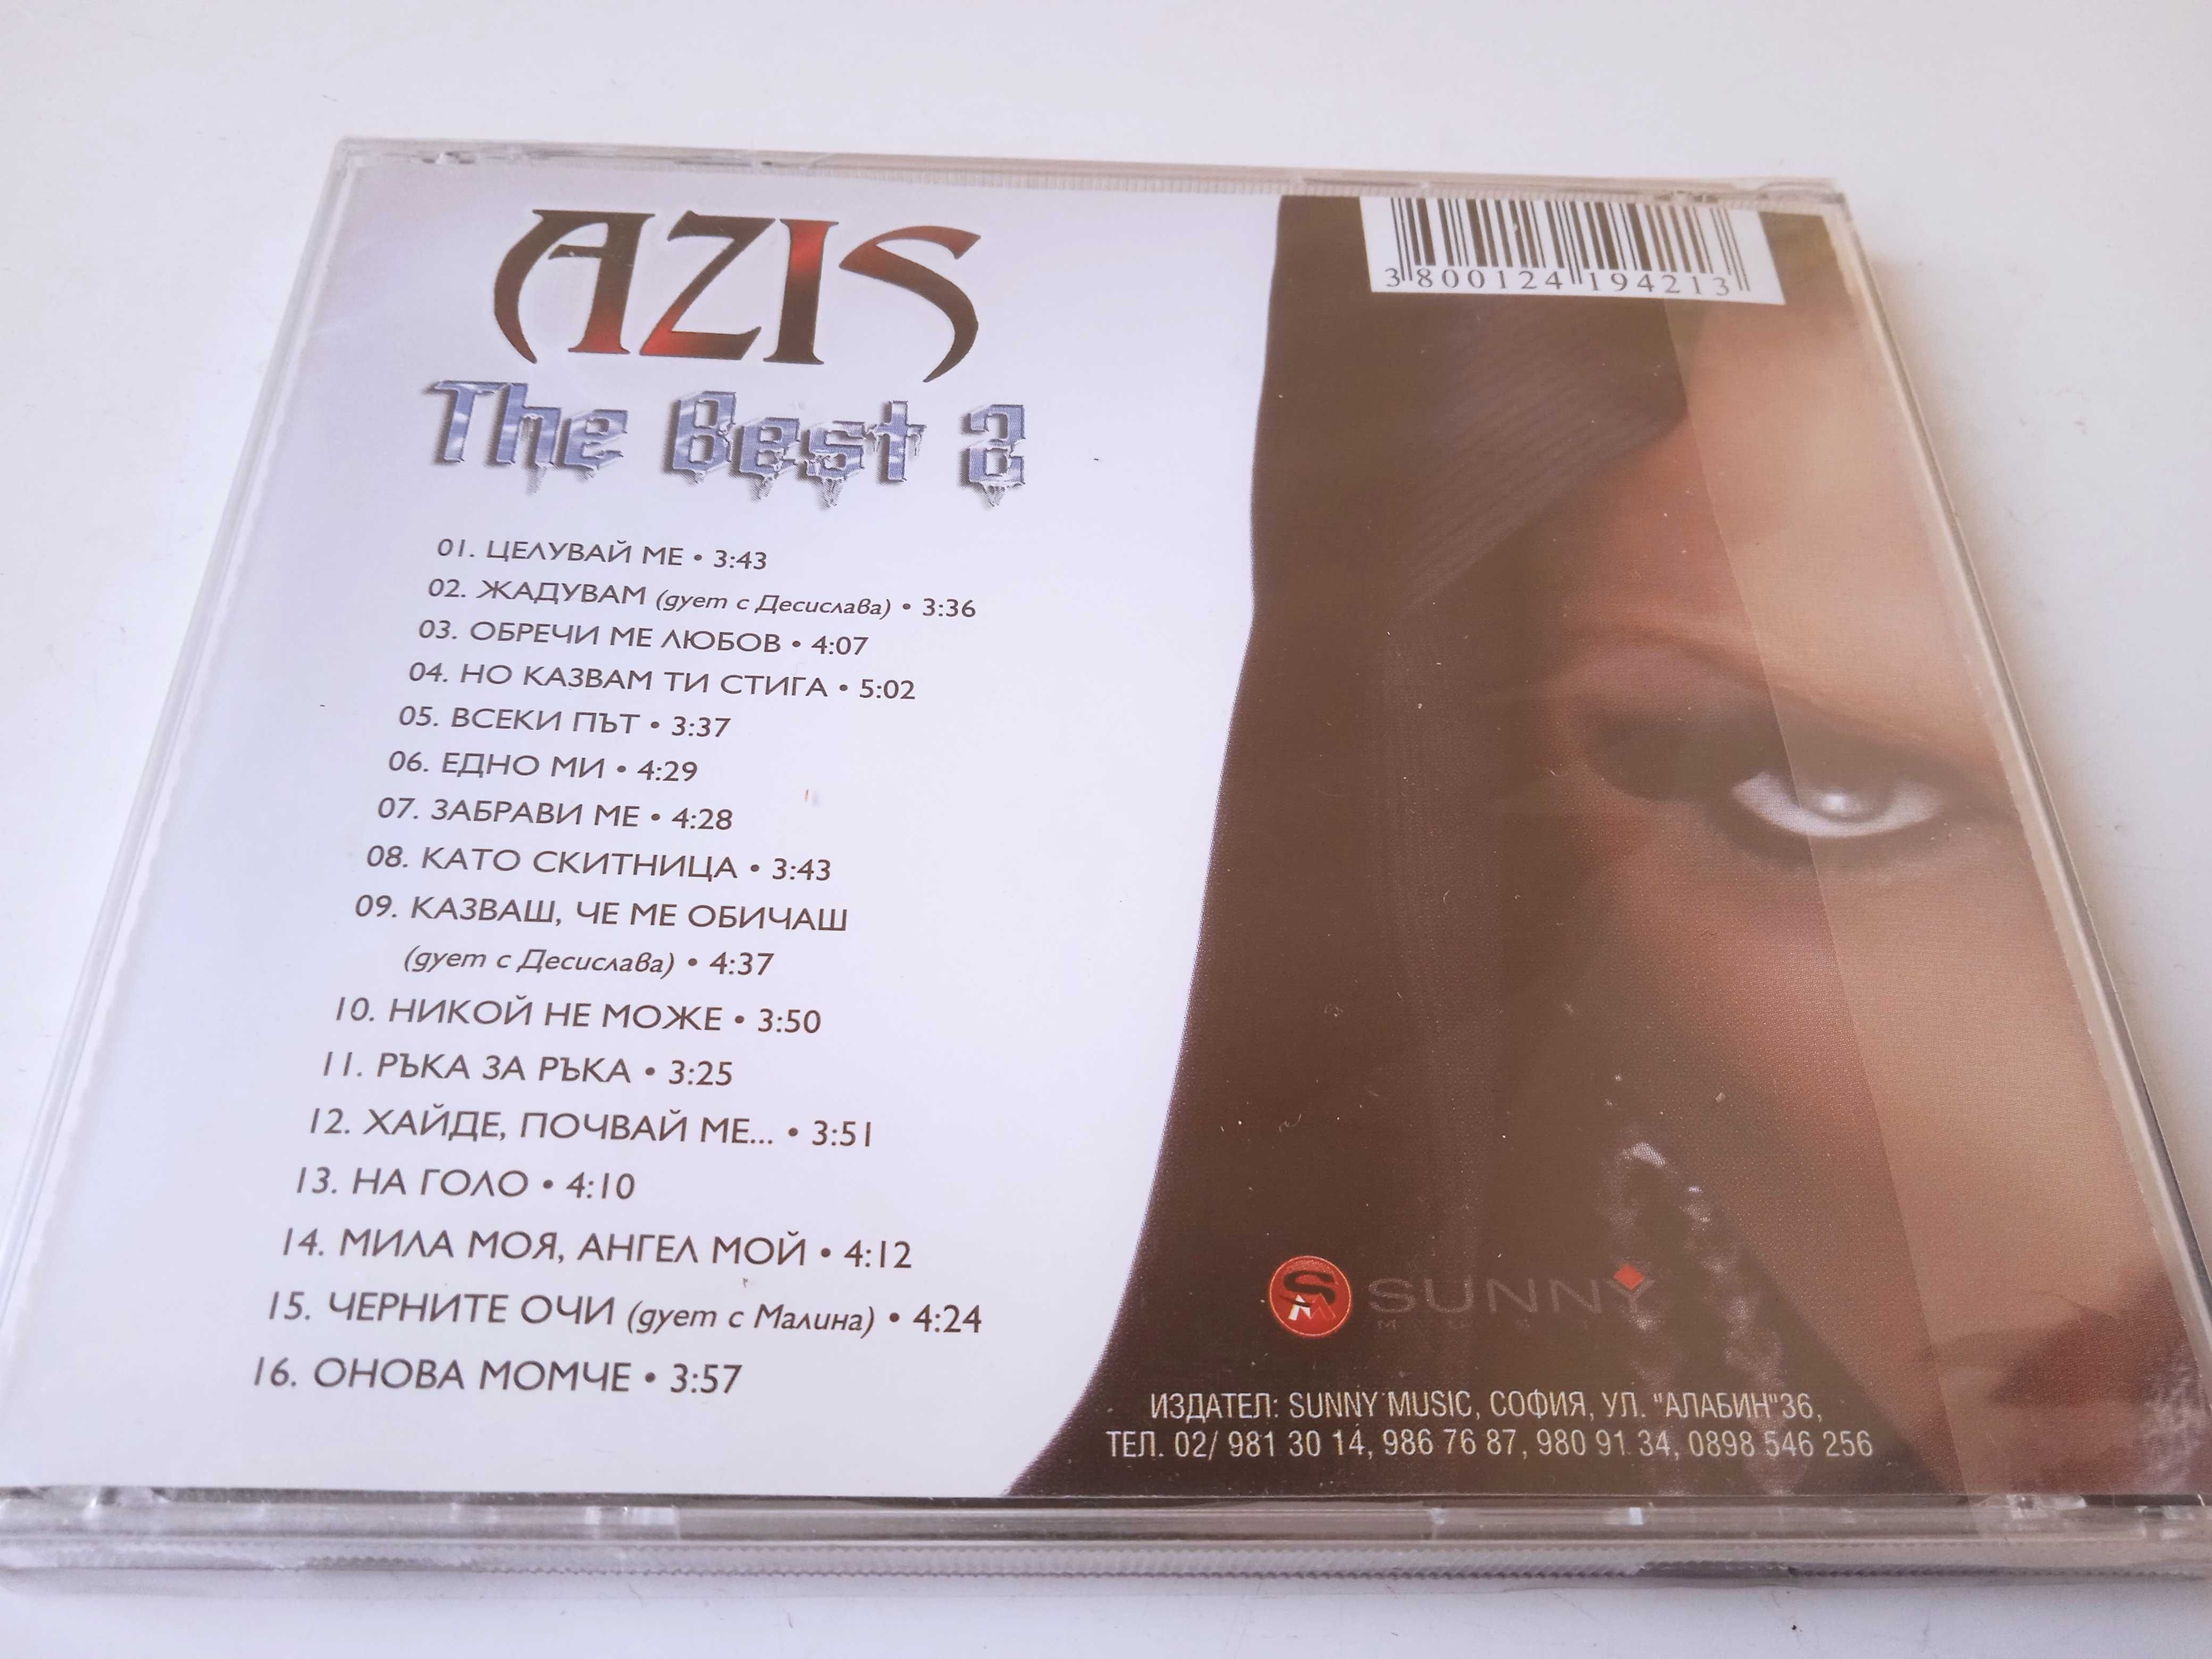 AZIS
The Best 2
3800124194213
01. ЦЕЛУВАЙ МЕ • 3:43
02. ЖАДУВАМ (дует с Десислава) • 3:36
03. ОБРЕЧИ МЕ ЛЮБОВ • 4:07
04. НО КАЗВАМ ТИ СТИГА • 5:02
05. ВСЕКИ ПЪТ • 3:37
06. ЕДНО МИ • 4:29
07. ЗАБРАВИ МЕ • 4:28
08. КАТО СКИТНИЦА • 3:43
09. КАЗВАШ, ЧЕ МЕ ОБИЧАШ
(дует с Десислава) • 4:37
10. НИКОЙ НЕ МОЖЕ • 3:50
11. РЪКА ЗА РЪКА • 3:25
12. ХАЙДЕ, ПОЧВАЙ МЕ... • 3:51
13. НА ГОЛО • 4:10
14. МИЛА МОЯ, АНГЕЛ МОЙ • 4:12
15. ЧЕРНИТЕ ОЧИ (дует с Малина) • 4:24
16. ОНОВА МОМЧЕ • 3:57
SM SUNNY
ИЗДАТЕЛ: SUNNY MUSIC, СОФИЯ, УЛ. "АЛАБИН"36,
ТЕЛ. 02/ 981 30 14, 986 76 87, 980 91 34, 0898 546 256